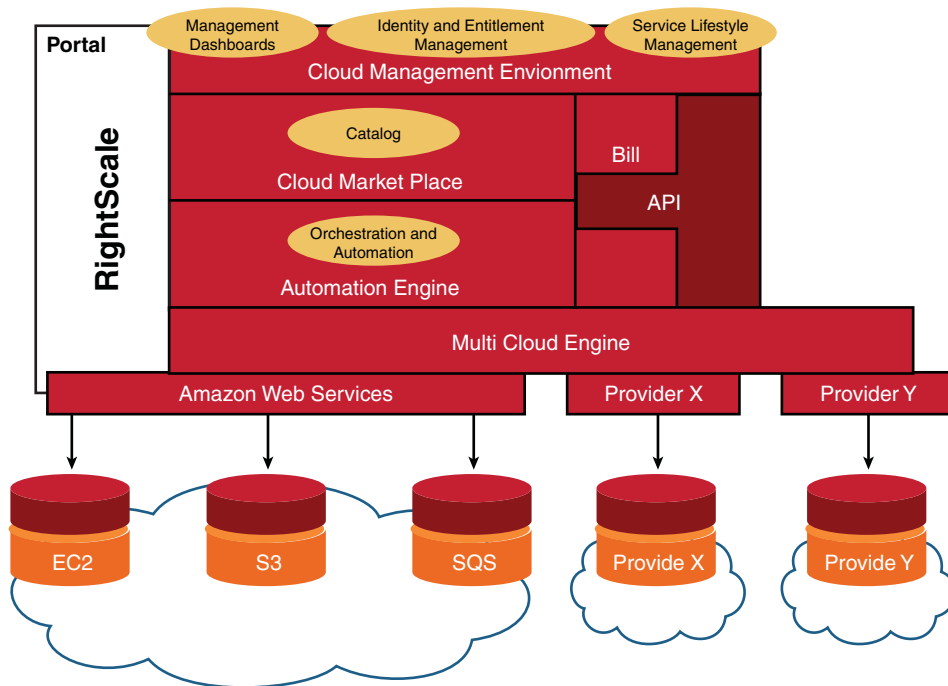 Portal
Management
Dashboards
Identity and Entitlement
Management
Service Lifestyle
Management
Cloud Management Envionment
RightScale
Catalog
Cloud Market Place
Bill
API
Orchestration and
Automation
Automation Engine
Multi Cloud Engine
Amazon Web Services
Provider X
Provider Y
EC2
S3
SQS
Provide X
Provide Y